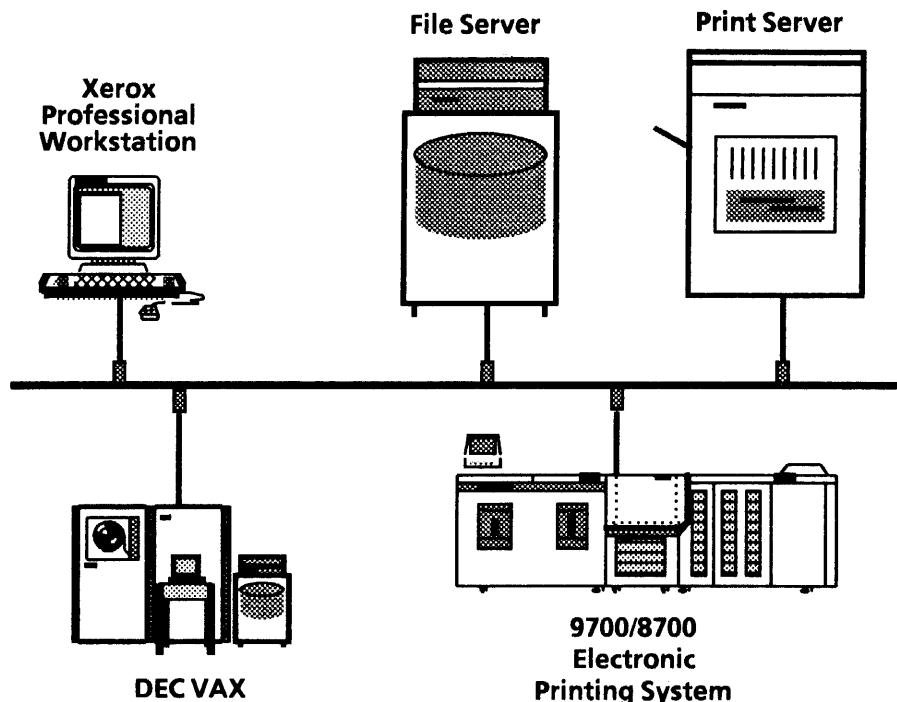 File Server
Print Server
Xerox
Professional
Workstation
DEC VAX
9700/8700
Electronic
Printing System